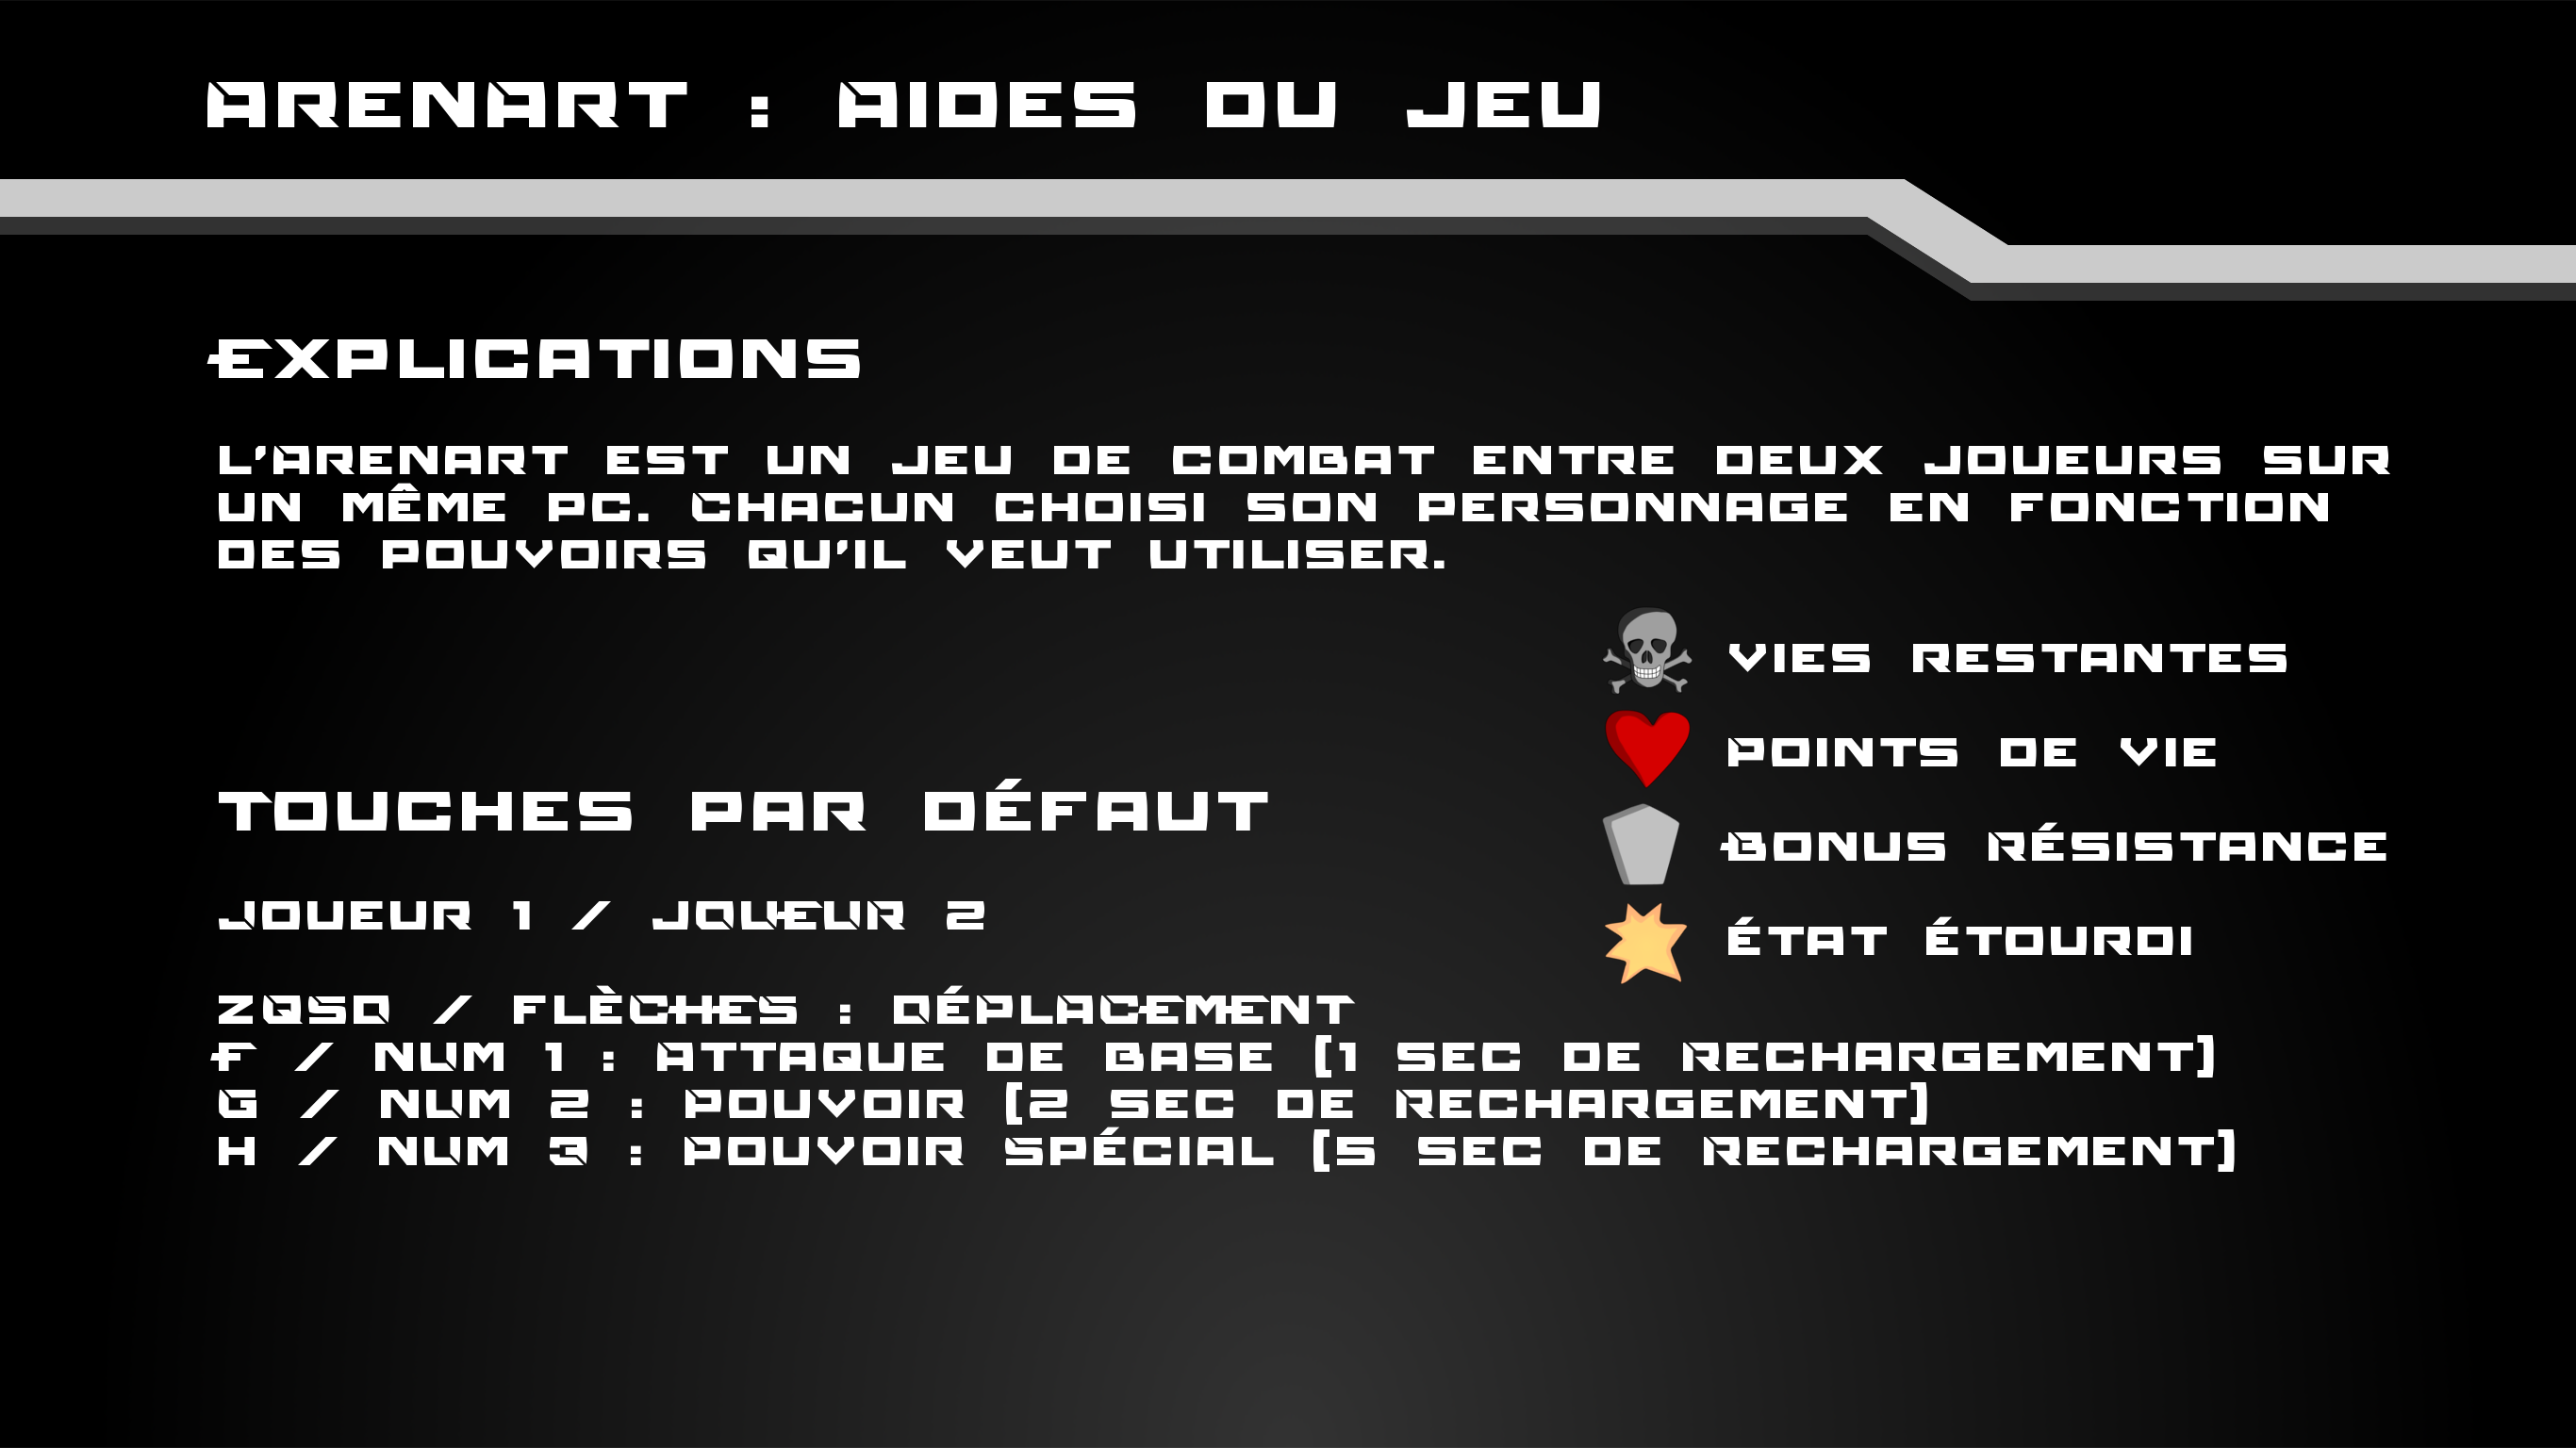 ARENART : AIDES DU JEU
EXPLICATIONS
L'ARENART EST UN JEU DE COMBAT ENTRE DEUX JOUEURS SUR
UN MÊME PC. CHACUN CHOISI SON PERSONNAGE EN FONCTION
DES POUVOIRS QU'IL VEUT UTILISER.
VIES RESTANTES
POINTS DE VIE
BONUS RÉSISTANCE
ÉTAT ÉTOURDI
TOUCHES PAR DÉFAUT
JOUEUR 1 / JOUEUR 2
ZQSD / FLÈCHES : DÉPLACEMENT
F / NUM 1 : ATTAQUE DE BASE (1 SEC DE RECHARGEMENT)
G / NUM 2 : POUVOIR (2 SEC DE RECHARGEMENT)
H / NUM 3 : POUVOIR SPÉCIAL (5 SEC DE RECHARGEMENT)